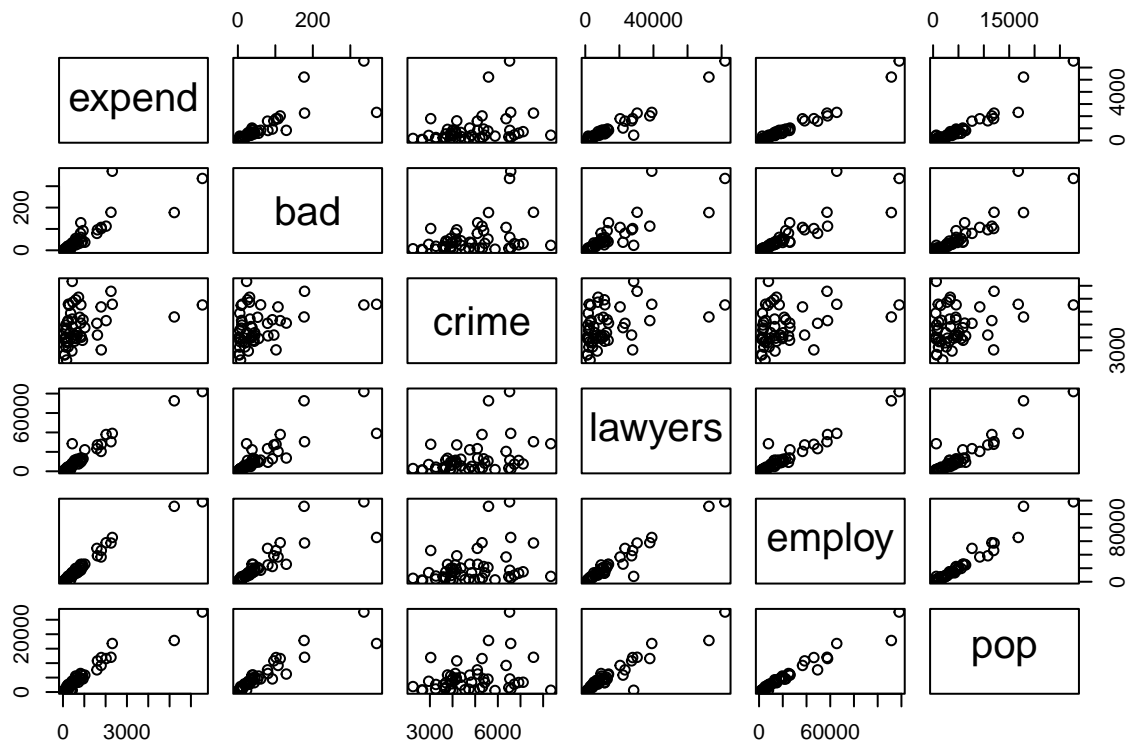 0 200 40000 0 15000
expend 0 4000
0 200 bad
crime 3000
0 60000 lawyers
employ 0 80000
0 20000 pop
0 3000 3000 6000 0 60000